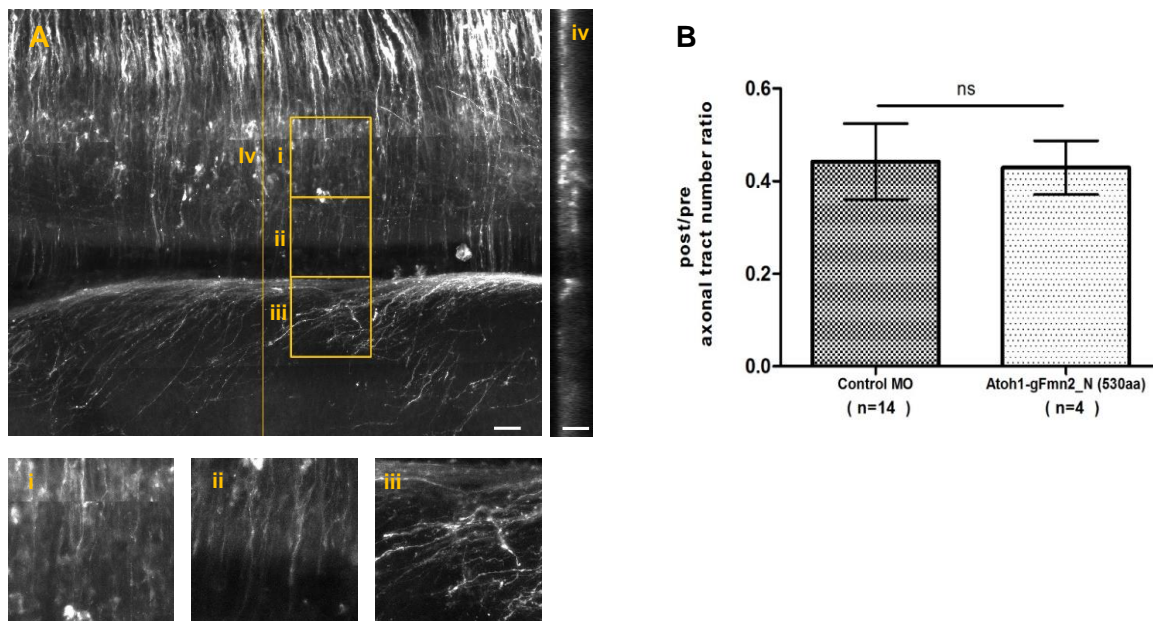 A
iv
Iv
i
ii
iii
i
ii
iii
B
ns
0.6
0.4
0.2
0.0
post/pre
axonal tract number ratio
Control MO
( n=14 )
Atoh1-gFmn2_N (530aa)
( n=4 )